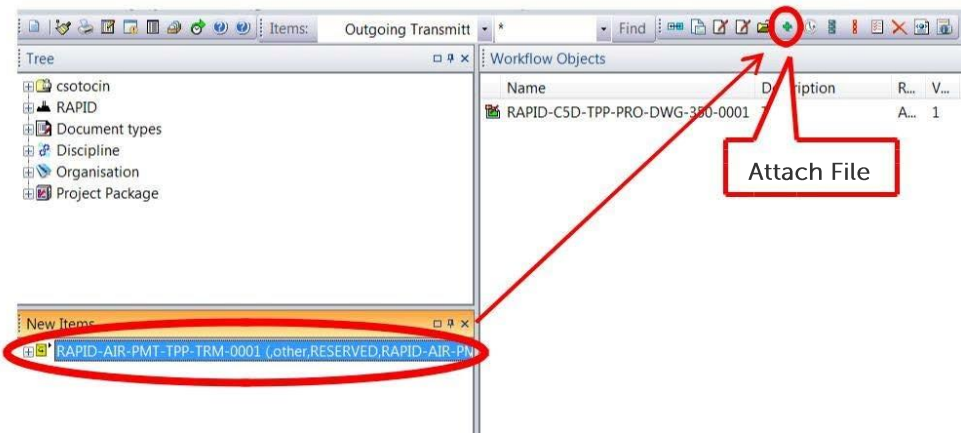 Items: Outgoing Transmitt * Find
Tree
Workflow Objects
csotocin
RAPID
Document types
Discipline
Organisation
Project Package
Name Description R... V...
RAPID-C5D-TPP-PRO-DWG-350-0001 A... 1
Attach File
New Items
RAPID-AIR-PMT-TPP-TRM-0001 (,other,RESERVED,RAPID-AIR-PN